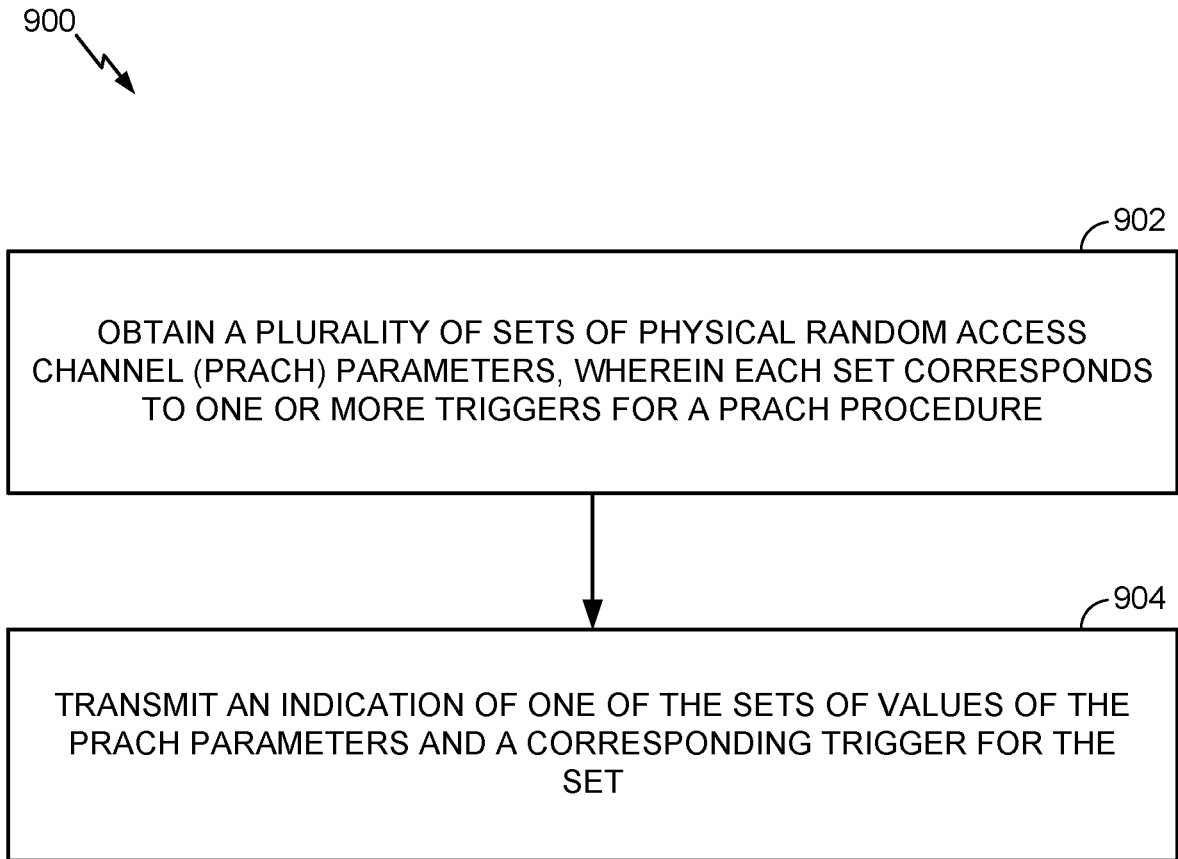 900
902
OBTAIN A PLURALITY OF SETS OF PHYSICAL RANDOM ACCESS
CHANNEL (PRACH) PARAMETERS, WHEREIN EACH SET CORRESPONDS
TO ONE OR MORE TRIGGERS FOR A PRACH PROCEDURE
904
TRANSMIT AN INDICATION OF ONE OF THE SETS OF VALUES OF THE
PRACH PARAMETERS AND A CORRESPONDING TRIGGER FOR THE
SET